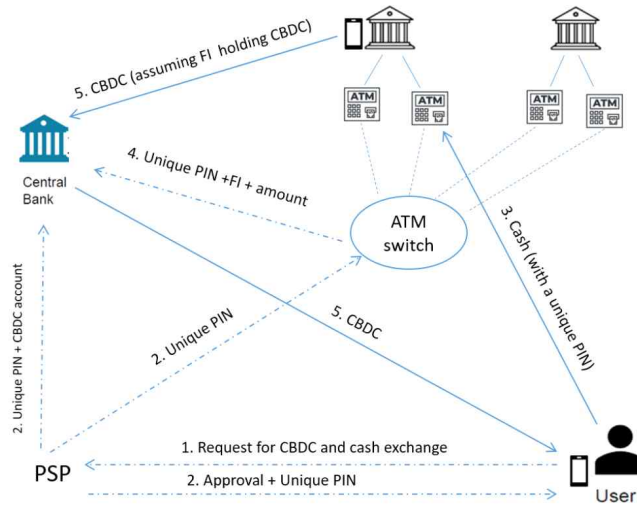 5. CBDC (assuming FI holding CBDC)
ATM
ATM
ATM
ATM
Central
Bank
4. Unique PIN +FI + amount
ATM
switch
3. Cash (with a unique PIN)
2. Unique PIN
5. CBDC
2. Unique PIN + CBDC account
1. Request for CBDC and cash exchange
PSP
2. Approval + Unique PIN
User